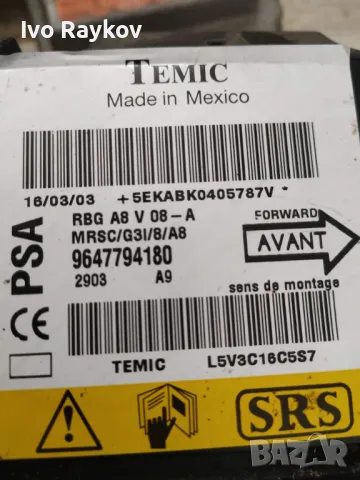 Ivo Raykov
TEMIC
Made in Mexico
16/03/03 +5EKABK0405787V *
PSA
RBG A8 V 08-A
MRSC/G3I/8/A8
9647794180
2903 A9
FORWARD
AVANT
sens de montage
CE
TEMIC L5V3C16C5S7
SRS
BAZAR